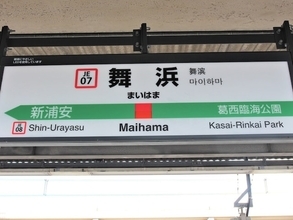 JE
07
舞浜
舞滨
마이하마
まいはま
新浦安
葛西臨海公園
JE
08
Shin-Urayasu
Maihama
Kasai-Rinkai Park